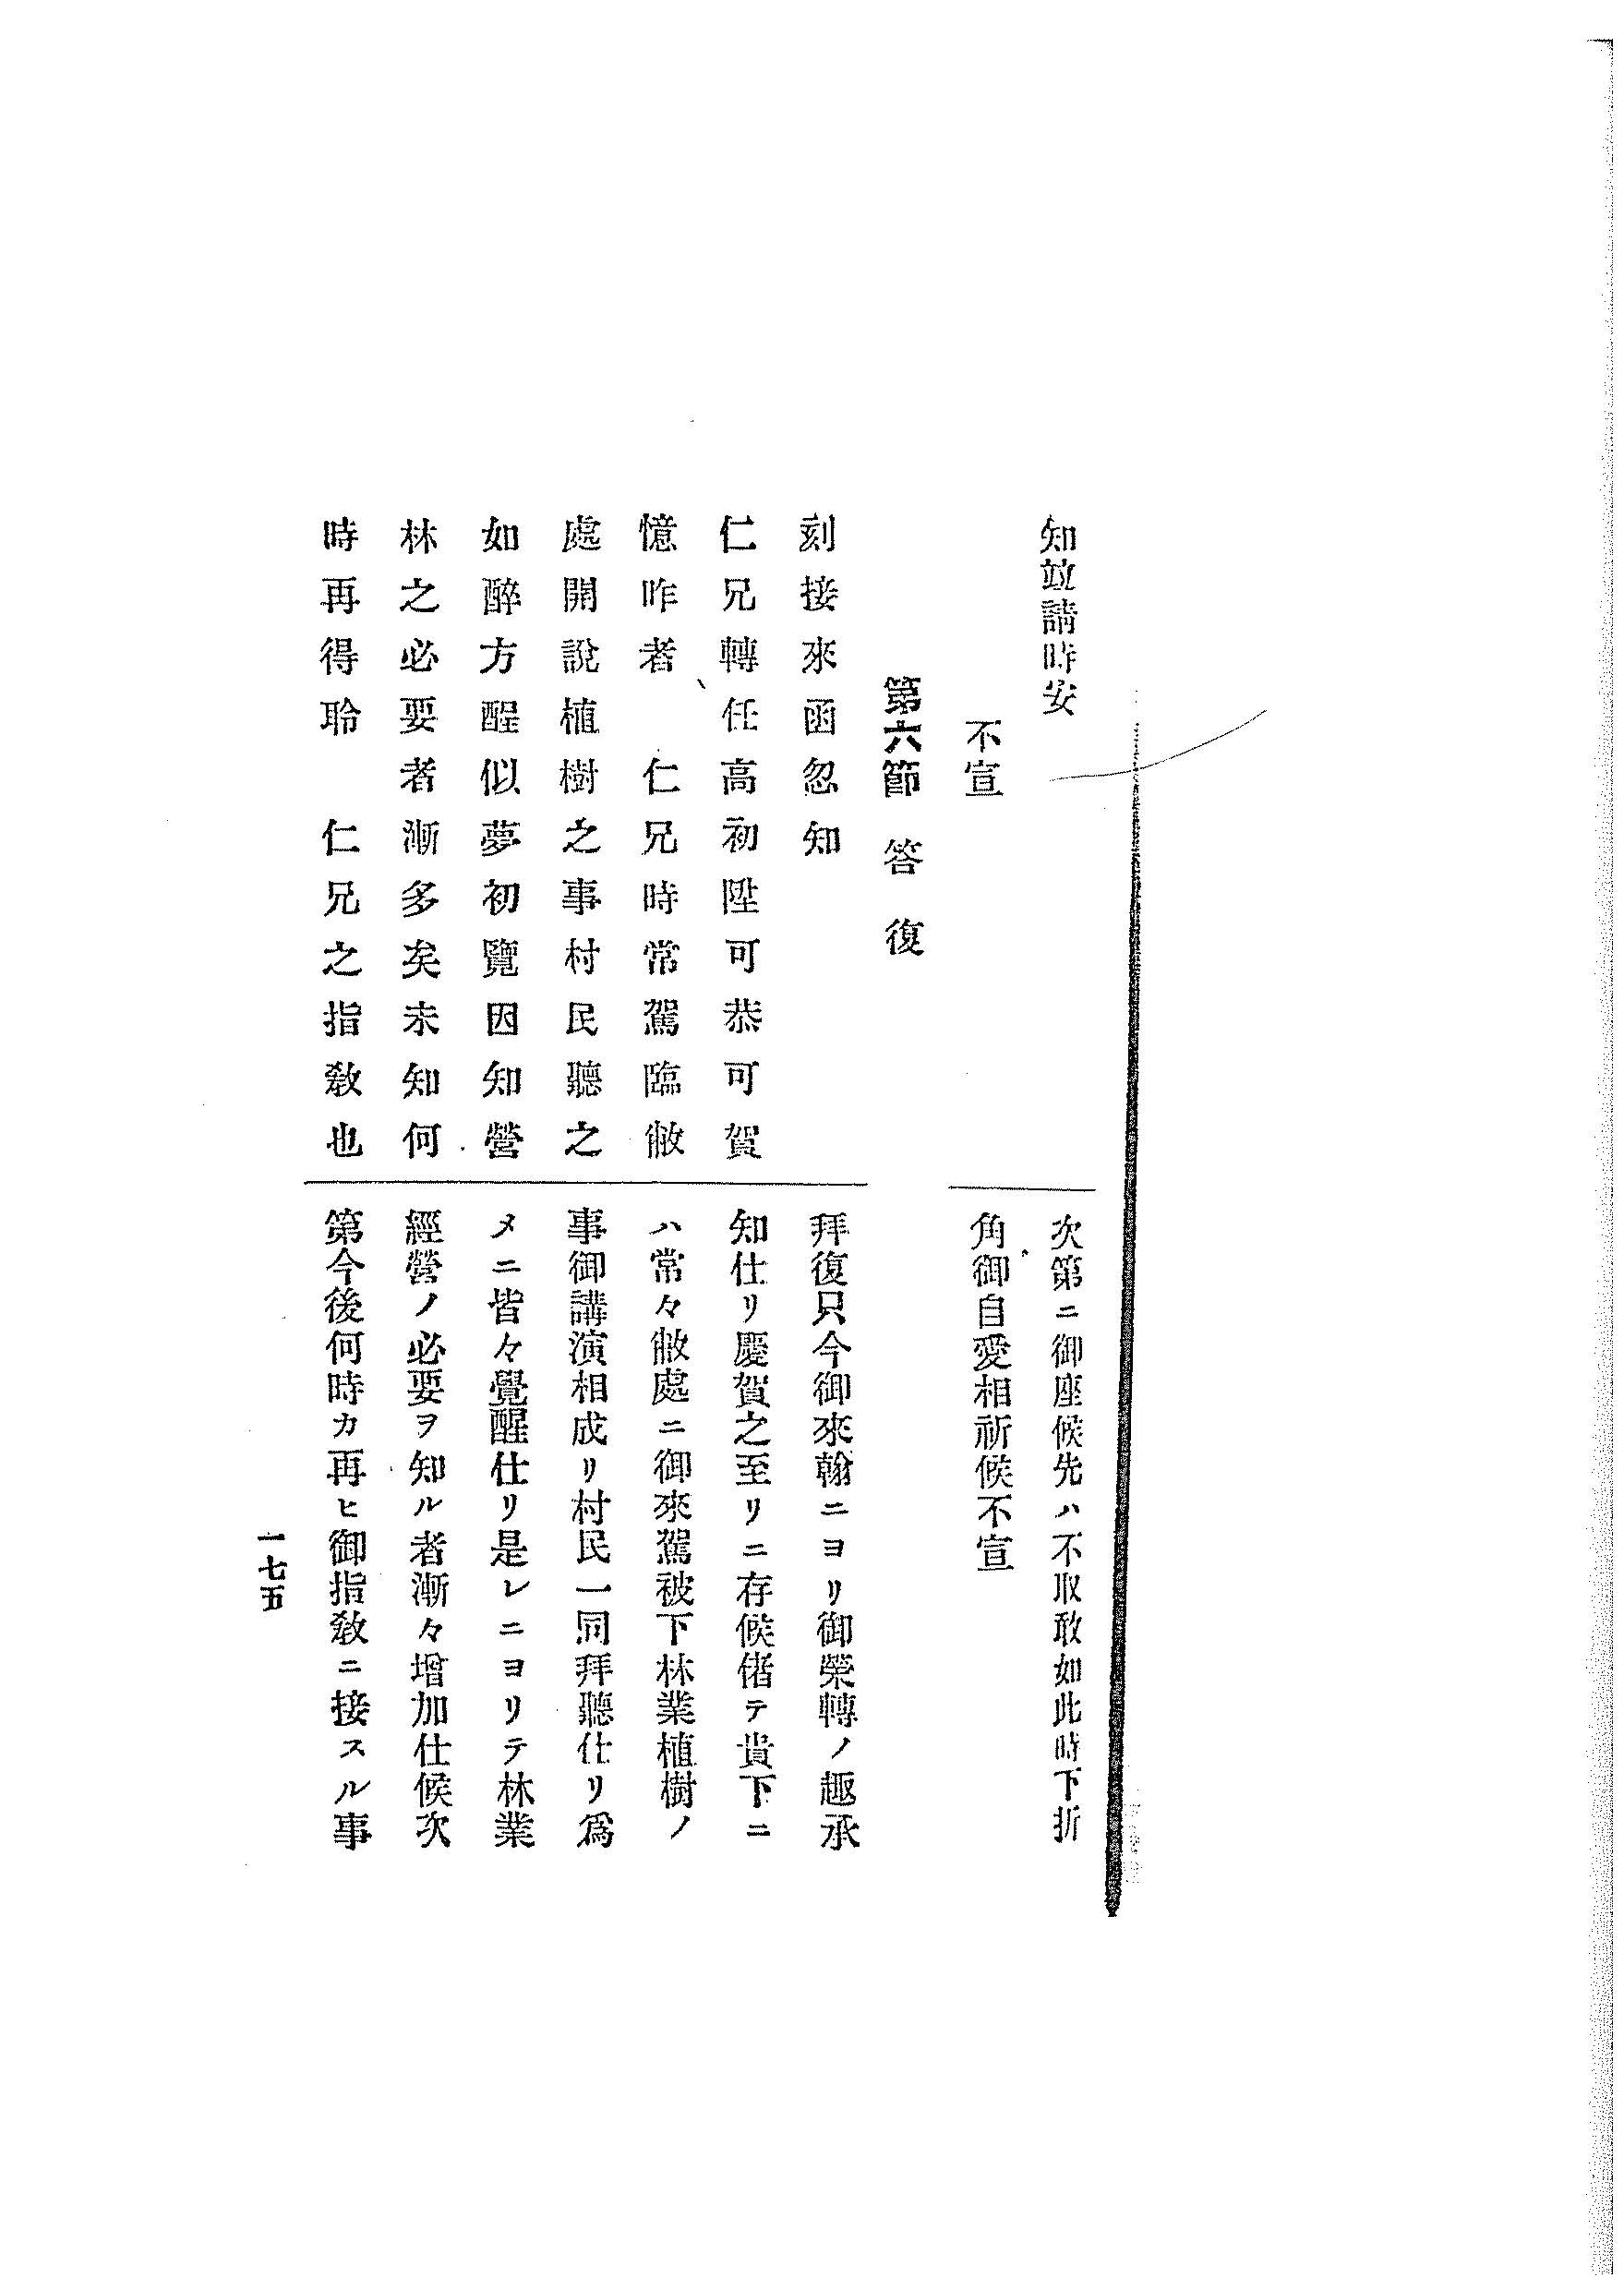 知竝請時安
不宣
次第ニ御座候先ハ不取敢如此時下折
角御自愛相祈候不宣
第六節　答復
刻接來函忽知
仁兄轉任高初陞可恭可賀
憶昨者　仁兄時常駕臨敝
處開說植樹之事村民聽之
如醉方醒似夢初覽因知營
林之必要者漸多矣未知何
時再得聆　仁兄之指敎也
拜復只今御來翰ニヨリ御榮轉ノ趣承
知仕リ慶賀之至リニ存候偖テ貴下ニ
ハ常々敝處ニ御來駕被下林業植樹ノ
事御講演相成リ村民一同拜聽仕リ爲
メニ皆々覺醒仕リ是レニヨリテ林業
經營ノ必要ヲ知ル者漸々增加仕候次
第今後何時カ再ヒ御指敎ニ接スル事
一七五